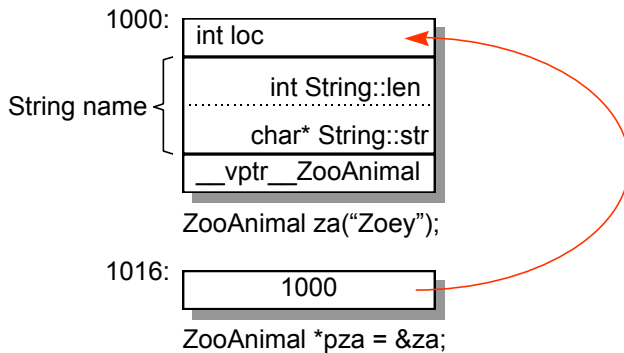 1000:
int loc
String name
int String::len
char* String::str
__vptr__ZooAnimal
ZooAnimal za(“Zoey”);
1016:
1000
ZooAnimal *pza = &za;